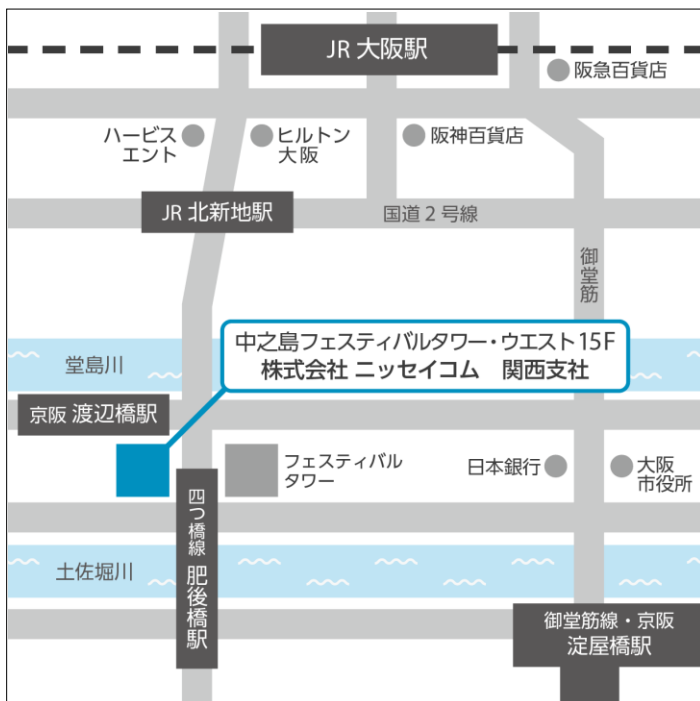 JR 大阪駅
阪急百貨店
ハービス
エント
ヒルトン
大阪
阪神百貨店
JR 北新地駅
国道2号線
御堂筋
中之島フェスティバルタワー・ウエスト15F
株式会社 ニッセイコム　関西支社
堂島川
京阪 渡辺橋駅
フェスティバル
タワー
日本銀行
大阪
市役所
四つ橋線 肥後橋駅
土佐堀川
御堂筋線・京阪
淀屋橋駅